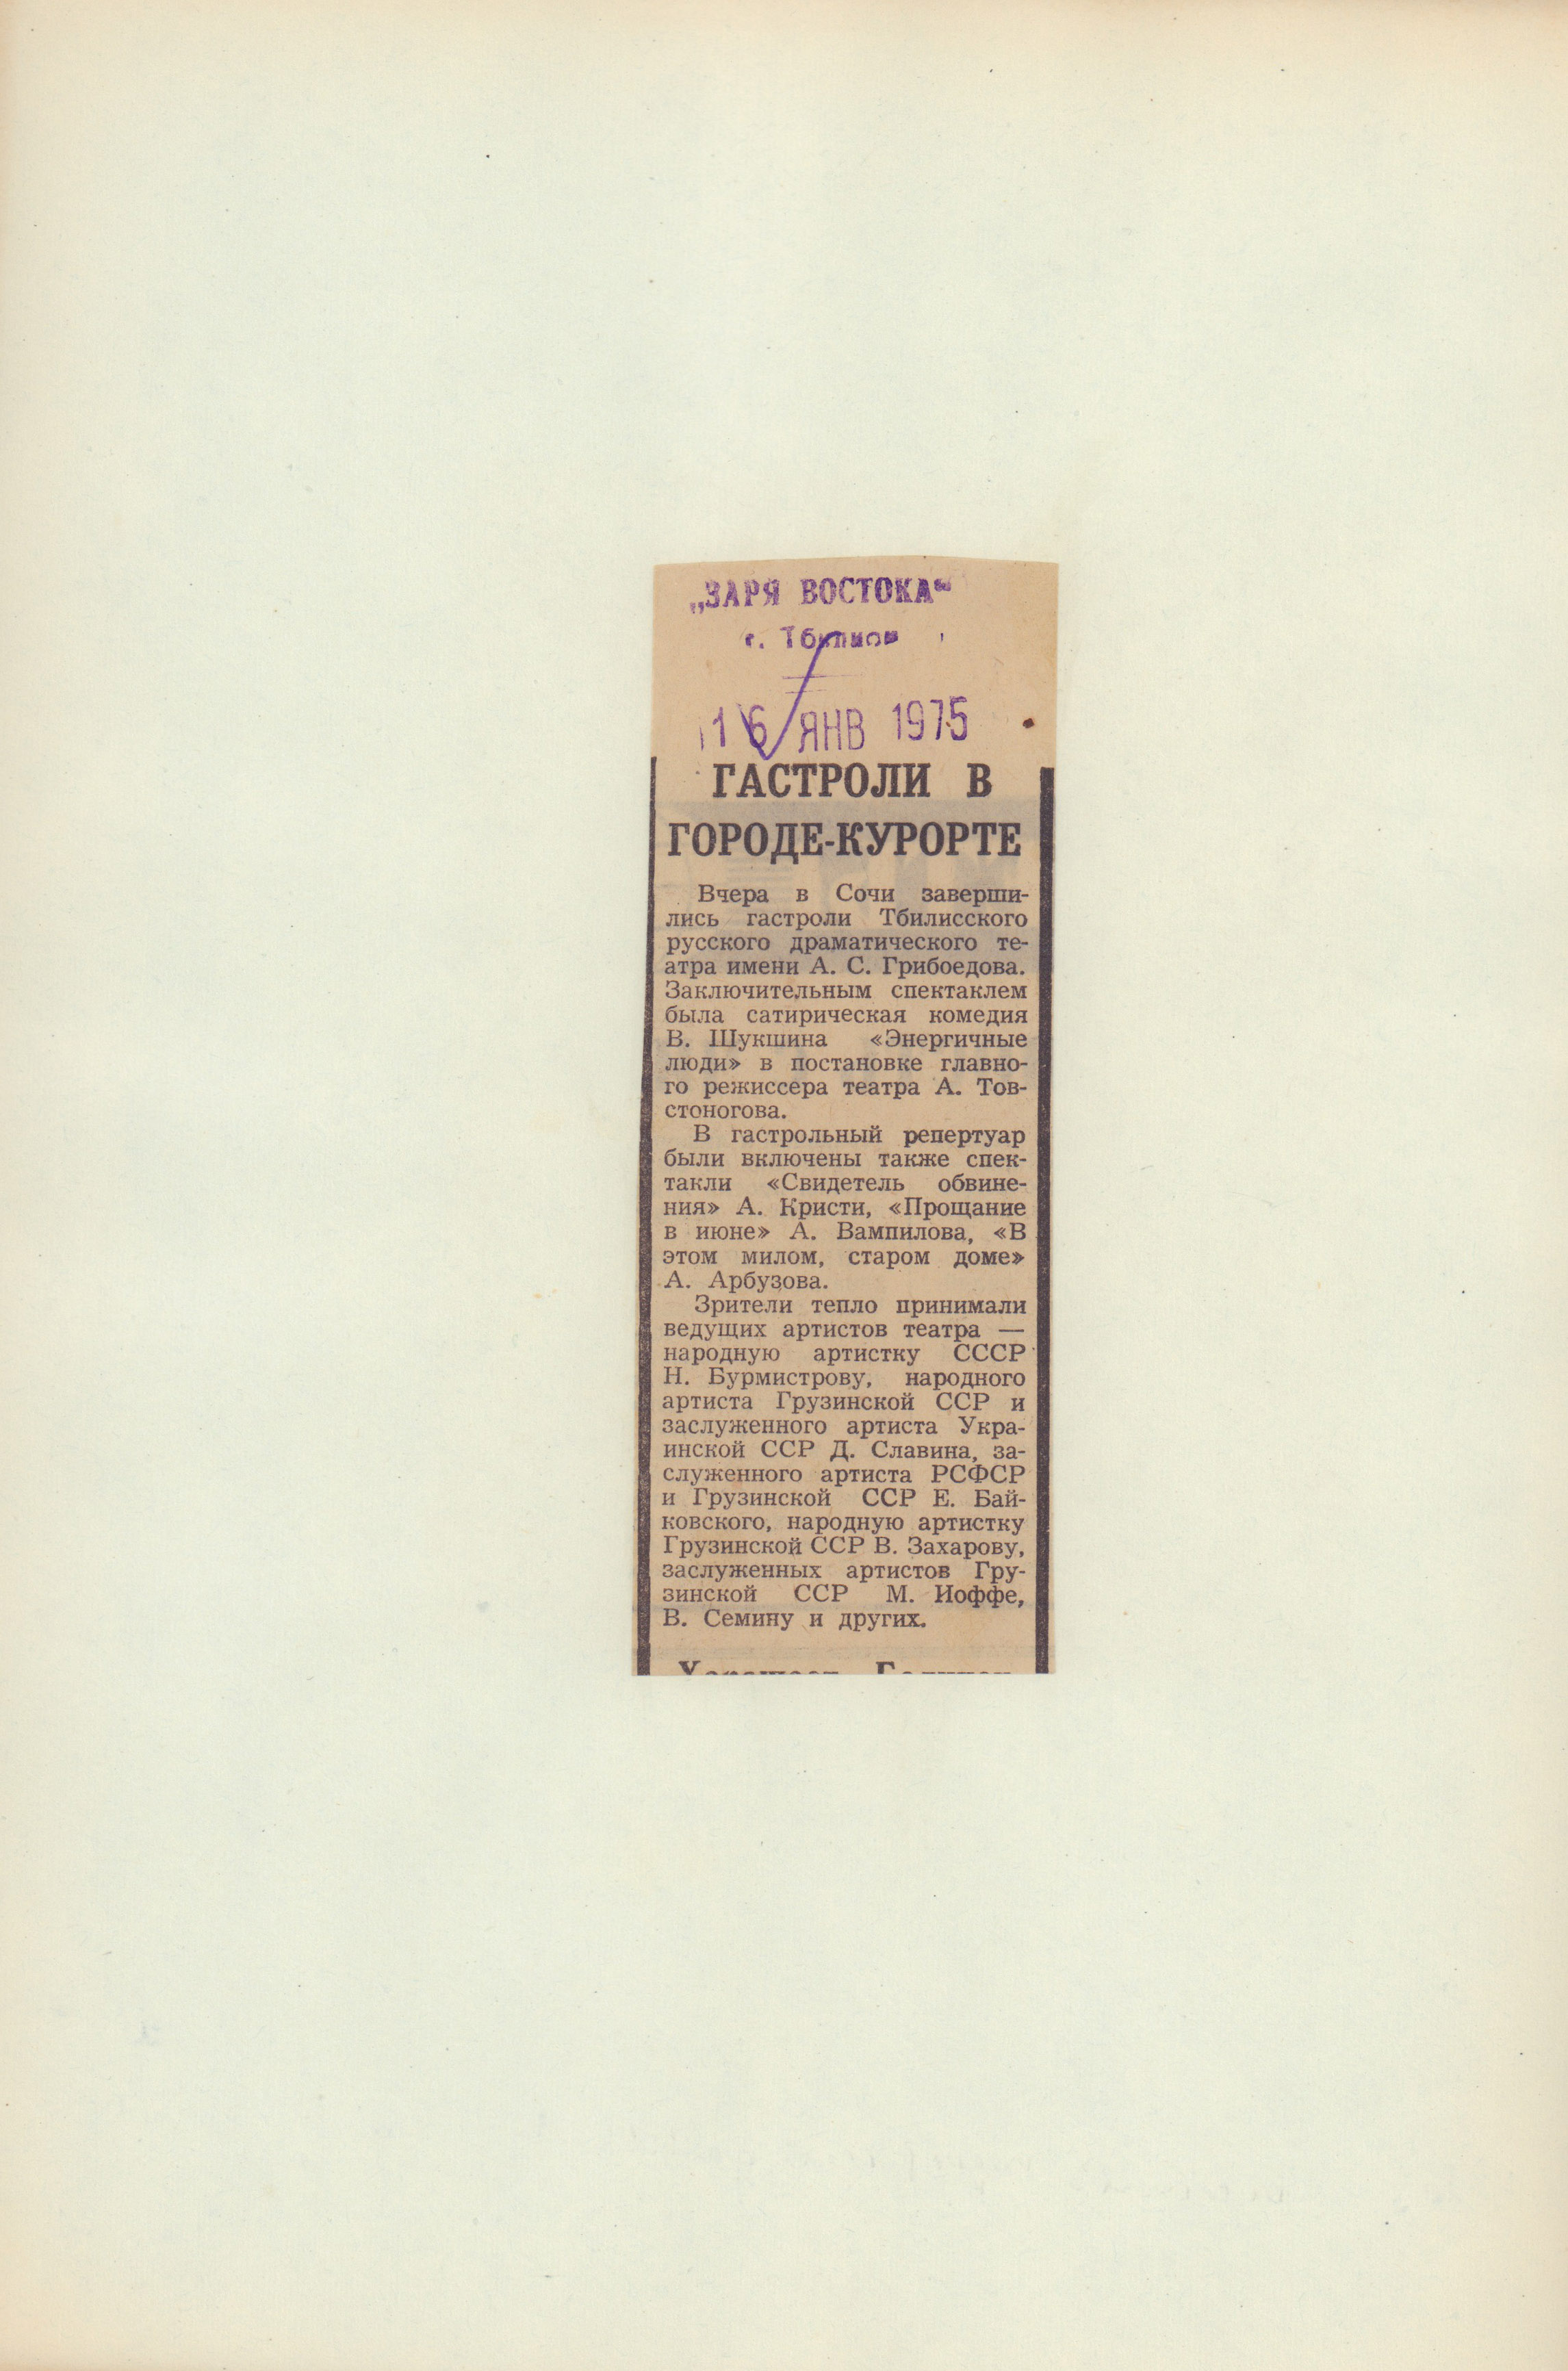 „ЗАРЯ ВОСТОКА“
г. Тбилиси
16 ЯНВ 1975
ГАСТРОЛИ В
ГОРОДЕ-КУРОРТЕ
Вчера в Сочи заверши-
лись гастроли Тбилисского
русского драматического те-
атра имени А. С. Грибоедова.
Заключительным спектаклем
была сатирическая комедия
В. Шукшина «Энергичные
люди» в постановке главно-
го режиссера театра А. Тов-
стоногова.
В гастрольный репертуар
были включены также спек-
такли «Свидетель обвине-
ния» А. Кристи, «Прощание
в июне» А. Вампилова, «В
этом милом, старом доме»
А. Арбузова.
Зрители тепло принимали
ведущих артистов театра —
народную артистку СССР
Н. Бурмистрову, народного
артиста Грузинской ССР и
заслуженного артиста Укра-
инской ССР Д. Славина, за-
служенного артиста РСФСР
и Грузинской ССР Е. Бай-
ковского, народную артистку
Грузинской ССР В. Захарову,
заслуженных артистов Гру-
зинской ССР М. Иоффе,
В. Семину и других.